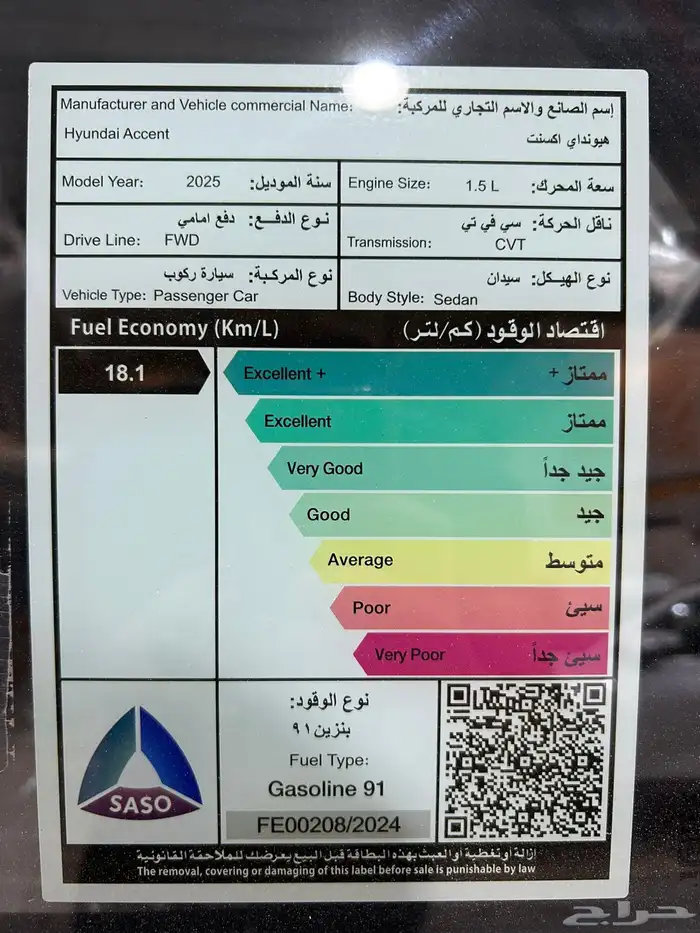 Manufacturer and Vehicle commercial Name: إسم الصانع والاسم التجاري للمركبة:
Hyundai Accent هيونداي اكسنت
Model Year: 2025 سنة الموديل:
Engine Size: 1.5 L سعة المحرك:
نوع الدفع: دفع امامي
Drive Line: FWD
ناقل الحركة: سي في تي
Transmission: CVT
نوع المركبة: سيارة ركوب
Vehicle Type: Passenger Car
نوع الهيكل: سيدان
Body Style: Sedan
Fuel Economy (Km/L) اقتصاد الوقود (كم/لتر)
18.1
Excellent + ممتاز +
Excellent ممتاز
Very Good جيد جداً
Good جيد
Average متوسط
Poor سيئ
Very Poor سيئ جداً
SASO
نوع الوقود:
بنزين ٩١
Fuel Type:
Gasoline 91
FE00208/2024
إزالة أو تغطية أو العبث بهذه البطاقة قبل البيع يعرضك للملاحقة القانونية
The removal, covering or damaging of this label before sale is punishable by law
حراج